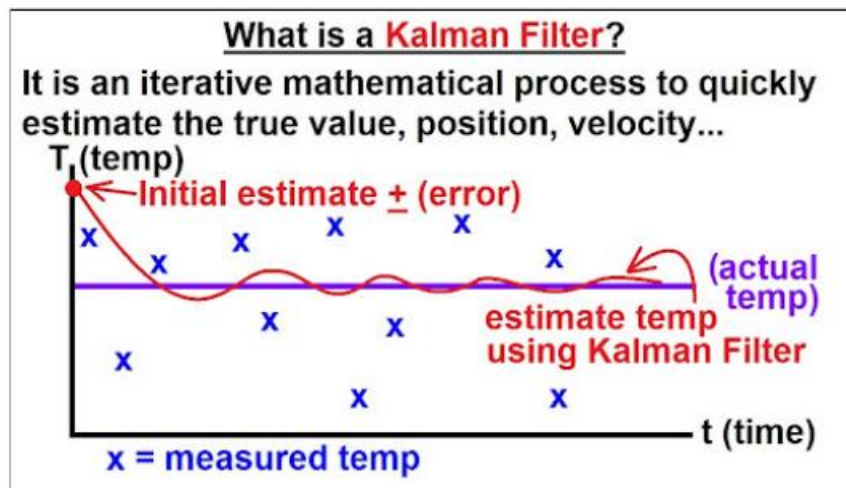 What is a Kalman Filter?
It is an iterative mathematical process to quickly
estimate the true value, position, velocity...
T (temp)
Initial estimate ± (error)
x x x x x x
(actual
temp)
x x
estimate temp
using Kalman Filter
x x x
t (time)
x = measured temp